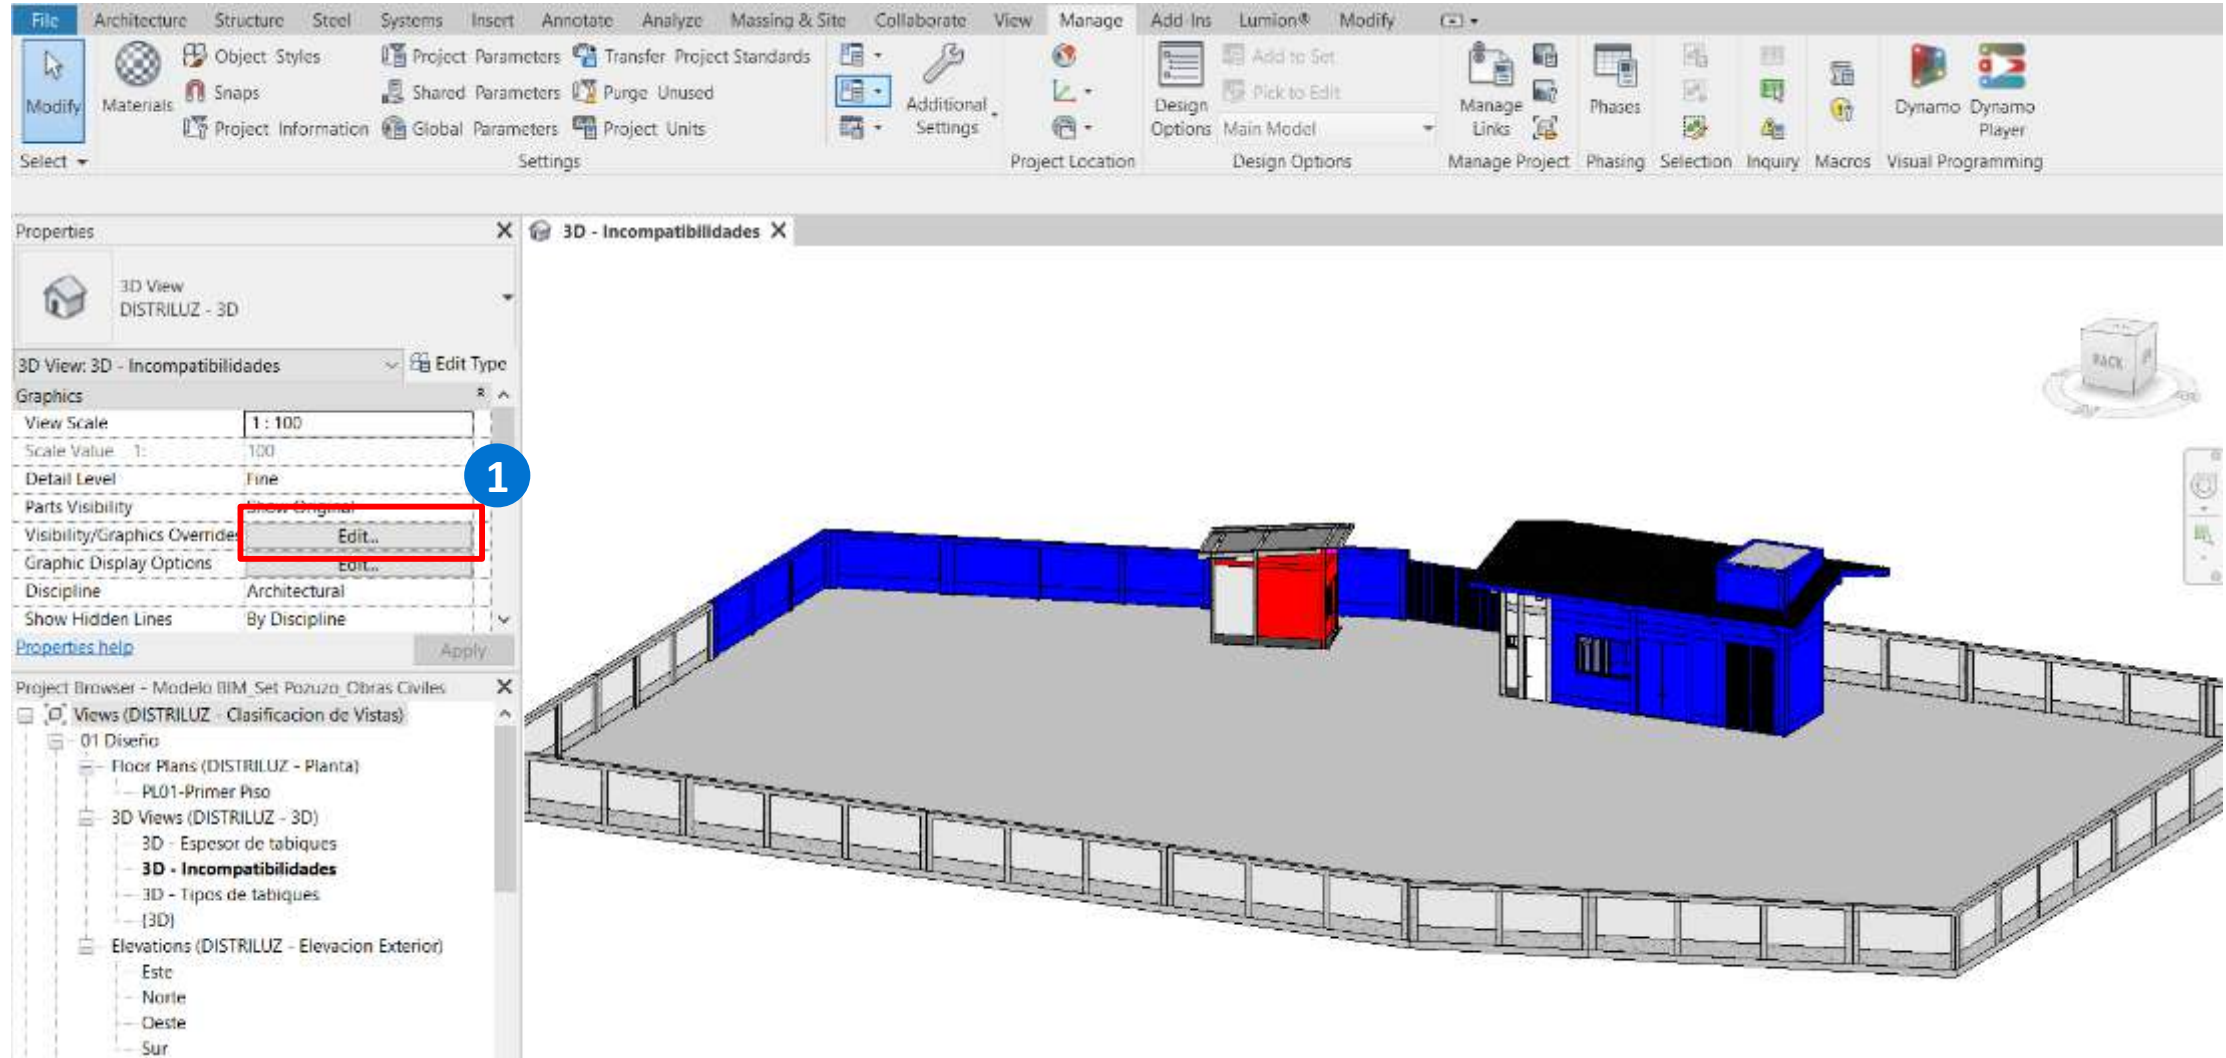 File Architecture Structure Steel Systems Insert Annotate Analyze Massing & Site Collaborate View Manage Add-Ins Lumion® Modify
Modify
Materials
Object Styles
Snaps
Project Information
Project Parameters
Shared Parameters
Global Parameters
Transfer Project Standards
Purge Unused
Project Units
Additional
Settings
Design
Options
Add to Set
Pick to Edit
Main Model
Manage
Links
Phases
Dynamo
Dynamo
Player
Select Settings Project Location Design Options Manage Project Phasing Selection Inquiry Macros Visual Programming
Properties
3D View
DISTRILUZ - 3D
3D View: 3D - Incompatibilidades Edit Type
Graphics
View Scale 1 : 100
Scale Value 1: 100
Detail Level Fine
Parts Visibility Show Original
Visibility/Graphics Overrides Edit...
Graphic Display Options Edit...
Discipline Architectural
Show Hidden Lines By Discipline
Properties help Apply
1
Project Browser - Modelo BIM_Set Pozuzo_Obras Civiles
Views (DISTRILUZ - Clasificacion de Vistas)
01 Diseño
Floor Plans (DISTRILUZ - Planta)
PL01-Primer Piso
3D Views (DISTRILUZ - 3D)
3D - Espesor de tabiques
3D - Incompatibilidades
3D - Tipos de tabiques
{3D}
Elevations (DISTRILUZ - Elevacion Exterior)
Este
Norte
Oeste
Sur
3D - Incompatibilidades
BACK